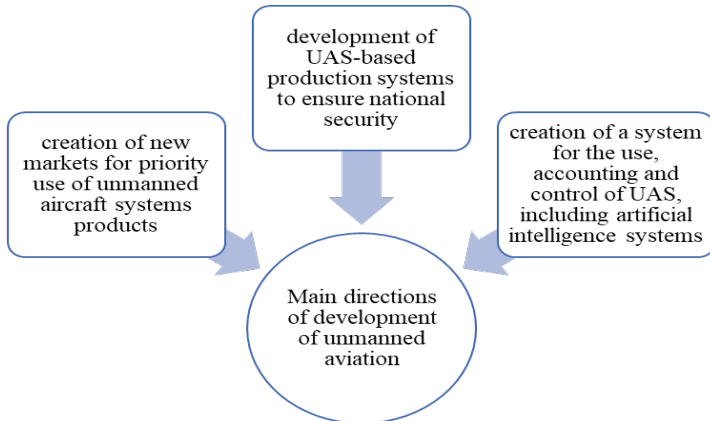 creation of new
markets for priority
use of unmanned
aircraft systems
products
development of
UAS-based
production systems
to ensure national
security
creation of a system
for the use,
accounting and
control of UAS,
including artificial
intelligence systems
Main directions
of development
of unmanned
aviation